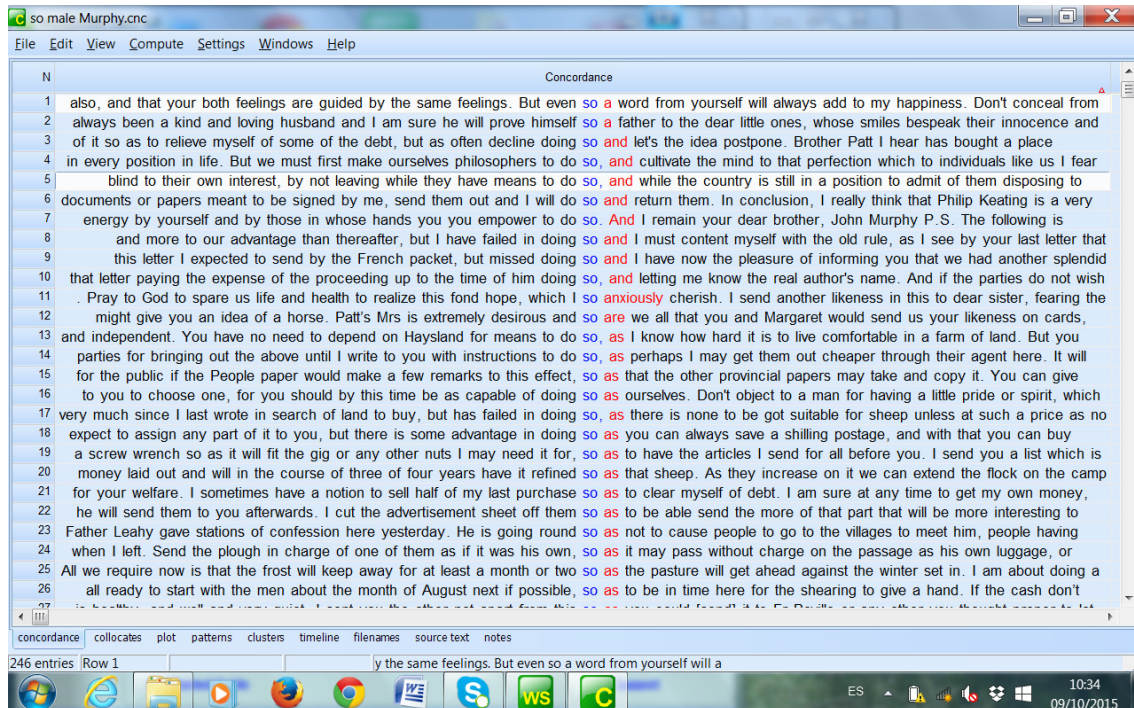 so male Murphy.cnc
File Edit View Compute Settings Windows Help
N Concordance
1 also, and that your both feelings are guided by the same feelings. But even so a word from yourself will always add to my happiness. Don't conceal from
2 always been a kind and loving husband and I am sure he will prove himself so a father to the dear little ones, whose smiles bespeak their innocence and
3 of it so as to relieve myself of some of the debt, but as often decline doing so and let's the idea postpone. Brother Patt I hear has bought a place
4 in every position in life. But we must first make ourselves philosophers to do so, and cultivate the mind to that perfection which to individuals like us I fear
5 blind to their own interest, by not leaving while they have means to do so, and while the country is still in a position to admit of them disposing to
6 documents or papers meant to be signed by me, send them out and I will do so and return them. In conclusion, I really think that Philip Keating is a very
7 energy by yourself and by those in whose hands you you empower to do so. And I remain your dear brother, John Murphy P.S. The following is
8 and more to our advantage than thereafter, but I have failed in doing so and I must content myself with the old rule, as I see by your last letter that
9 this letter I expected to send by the French packet, but missed doing so and I have now the pleasure of informing you that we had another splendid
10 that letter paying the expense of the proceeding up to the time of him doing so, and letting me know the real author's name. And if the parties do not wish
11 . Pray to God to spare us life and health to realize this fond hope, which I so anxiously cherish. I send another likeness in this to dear sister, fearing the
12 might give you an idea of a horse. Patt's Mrs is extremely desirous and so are we all that you and Margaret would send us your likeness on cards,
13 and independent. You have no need to depend on Haysland for means to do so, as I know how hard it is to live comfortable in a farm of land. But you
14 parties for bringing out the above until I write to you with instructions to do so, as perhaps I may get them out cheaper through their agent here. It will
15 for the public if the People paper would make a few remarks to this effect, so as that the other provincial papers may take and copy it. You can give
16 to you to choose one, for you should by this time be as capable of doing so as ourselves. Don't object to a man for having a little pride or spirit, which
17 very much since I last wrote in search of land to buy, but has failed in doing so, as there is none to be got suitable for sheep unless at such a price as no
18 expect to assign any part of it to you, but there is some advantage in doing so as you can always save a shilling postage, and with that you can buy
19 a screw wrench so as it will fit the gig or any other nuts I may need it for, so as to have the articles I send for all before you. I send you a list which is
20 money laid out and will in the course of three of four years have it refined so as that sheep. As they increase on it we can extend the flock on the camp
21 for your welfare. I sometimes have a notion to sell half of my last purchase so as to clear myself of debt. I am sure at any time to get my own money,
22 he will send them to you afterwards. I cut the advertisement sheet off them so as to be able send the more of that part that will be more interesting to
23 Father Leahy gave stations of confession here yesterday. He is going round so as not to cause people to go to the villages to meet him, people having
24 when I left. Send the plough in charge of one of them as if it was his own, so as it may pass without charge on the passage as his own luggage, or
25 All we require now is that the frost will keep away for at least a month or two so as the pasture will get ahead against the winter set in. I am about doing a
26 all ready to start with the men about the month of August next if possible, so as to be in time here for the shearing to give a hand. If the cash don't
concordance collocates plot patterns clusters timeline filenames source text notes
246 entries Row 1 y the same feelings. But even so a word from yourself will a
WS
ES 10:34
09/10/2015